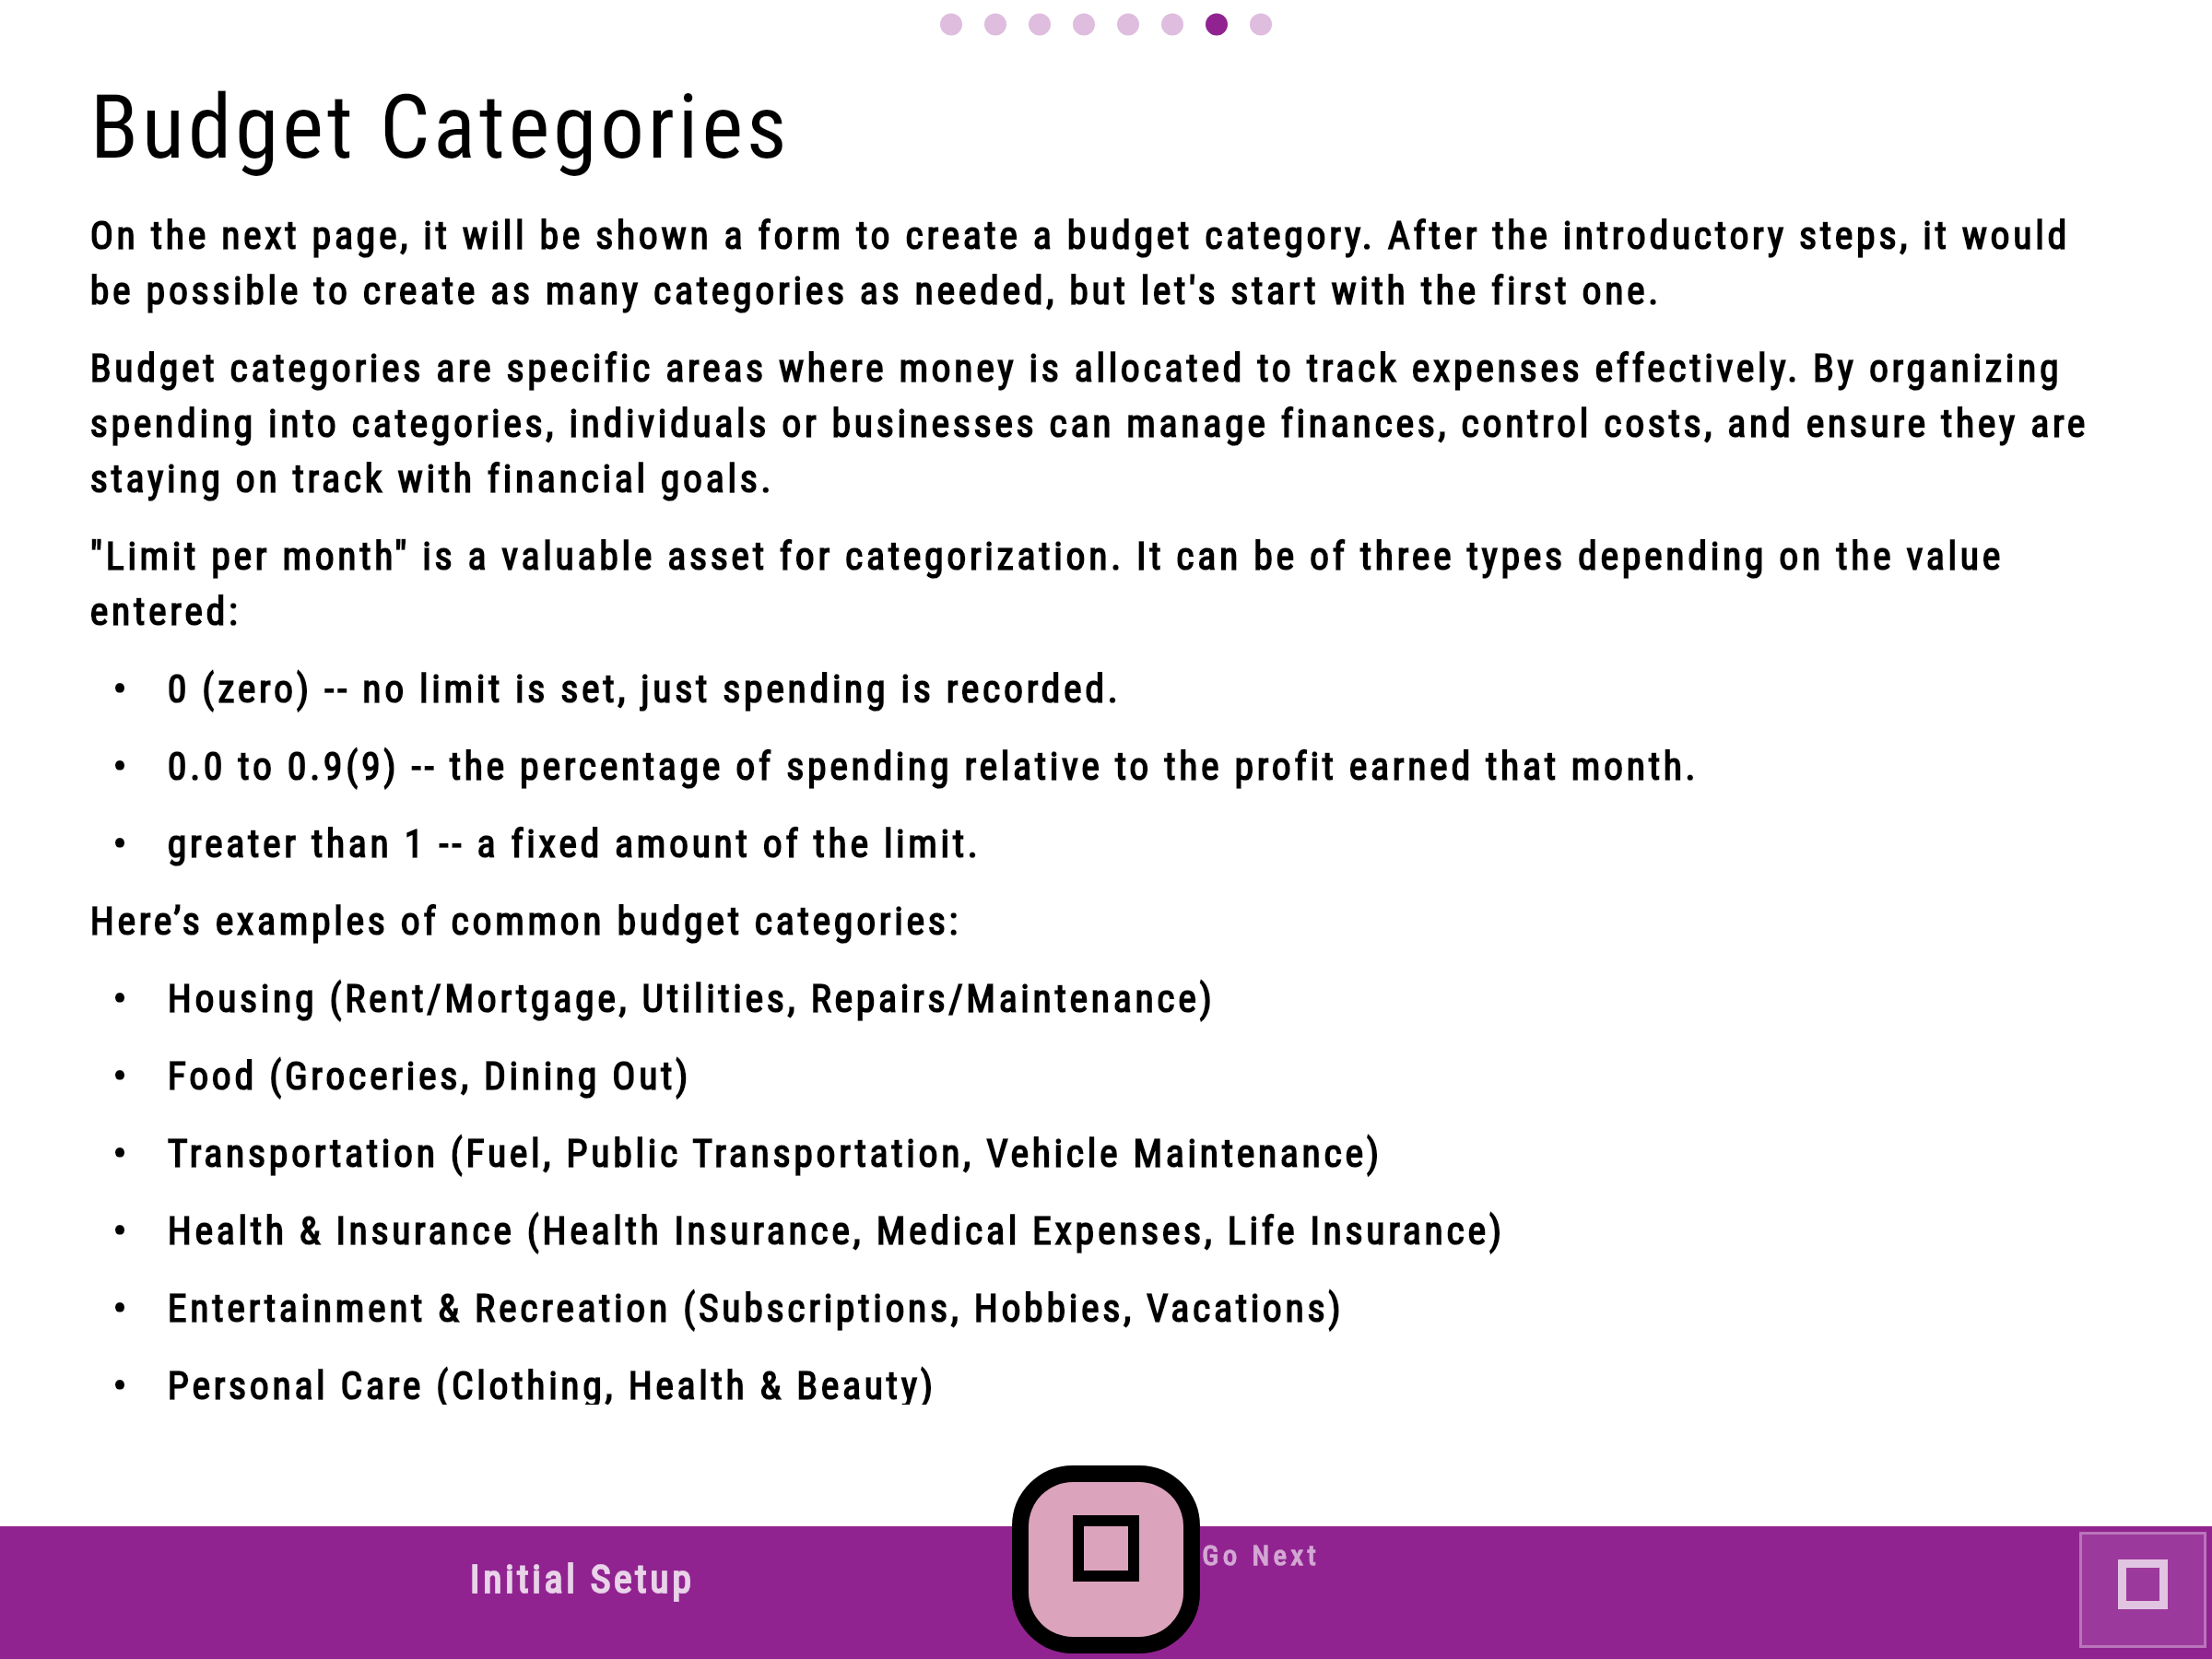 Budget Categories
On the next page, it will be shown a form to create a budget category. After the introductory steps, it would
be possible to create as many categories as needed, but let's start with the first one.
Budget categories are specific areas where money is allocated to track expenses effectively. By organizing
spending into categories, individuals or businesses can manage finances, control costs, and ensure they are
staying on track with financial goals.
"Limit per month" is a valuable asset for categorization. It can be of three types depending on the value
entered:
• 0 (zero) -- no limit is set, just spending is recorded.
• 0.0 to 0.9(9) -- the percentage of spending relative to the profit earned that month.
• greater than 1 -- a fixed amount of the limit.
Here’s examples of common budget categories:
• Housing (Rent/Mortgage, Utilities, Repairs/Maintenance)
• Food (Groceries, Dining Out)
• Transportation (Fuel, Public Transportation, Vehicle Maintenance)
• Health & Insurance (Health Insurance, Medical Expenses, Life Insurance)
• Entertainment & Recreation (Subscriptions, Hobbies, Vacations)
• Personal Care (Clothing, Health & Beauty)
Initial Setup
Go Next